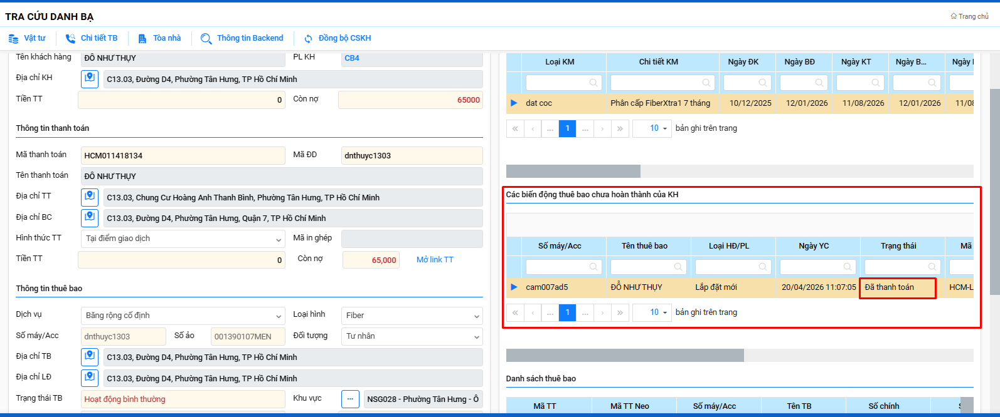 TRA CỨU DANH BẠ
Trang chủ
Vật tư
Chi tiết TB
Tòa nhà
Thông tin Backend
Đồng bộ CSKH
Tên khách hàng ĐỖ NHƯ THỤY PL KH CB4
Địa chỉ KH C13.03, Đường D4, Phường Tân Hưng, TP Hồ Chí Minh
Tiền TT 0 Còn nợ 65000
Thông tin thanh toán
Mã thanh toán HCM011418134 Mã ĐD dnthuyc1303
Tên thanh toán ĐỖ NHƯ THỤY
Địa chỉ TT C13.03, Chung Cư Hoàng Anh Thanh Bình, Phường Tân Hưng, TP Hồ Chí Minh
Địa chỉ BC C13.03, Đường D4, Phường Tân Hưng, Quận 7, TP Hồ Chí Minh
Hình thức TT Tại điểm giao dịch Mã in ghép
Tiền TT 0 Còn nợ 65,000 Mở link TT
Thông tin thuê bao
Dịch vụ Băng rộng cố định Loại hình Fiber
Số máy/Acc dnthuyc1303 Số ảo 001390107MEN Đối tượng Tư nhân
Địa chỉ TB C13.03, Đường D4, Phường Tân Hưng, TP Hồ Chí Minh
Địa chỉ LĐ C13.03, Đường D4, Phường Tân Hưng, TP Hồ Chí Minh
Trạng thái TB Hoạt động bình thường Khu vực ... NSG028 - Phường Tân Hưng - Ô
Loại KM Chi tiết KM Ngày ĐK Ngày BĐ Ngày KT Ngày B... Ngày
dat coc Phân cấp FiberXtra1 7 tháng 10/12/2025 12/01/2026 11/08/2026 12/01/2026 11/08
« ‹ ... 1 ... › » 10 bản ghi trên trang
Các biến động thuê bao chưa hoàn thành của KH
Số máy/Acc Tên thuê bao Loại HĐ/PL Ngày YC Trạng thái Mã
cam007ad5 ĐỖ NHƯ THỤY Lắp đặt mới 20/04/2026 11:07:05 Đã thanh toán HCM-L
« ‹ ... 1 ... › » 10 bản ghi trên trang
Danh sách thuê bao
Mã TT Mã TT Neo Số máy/Acc Tên TB Số chính